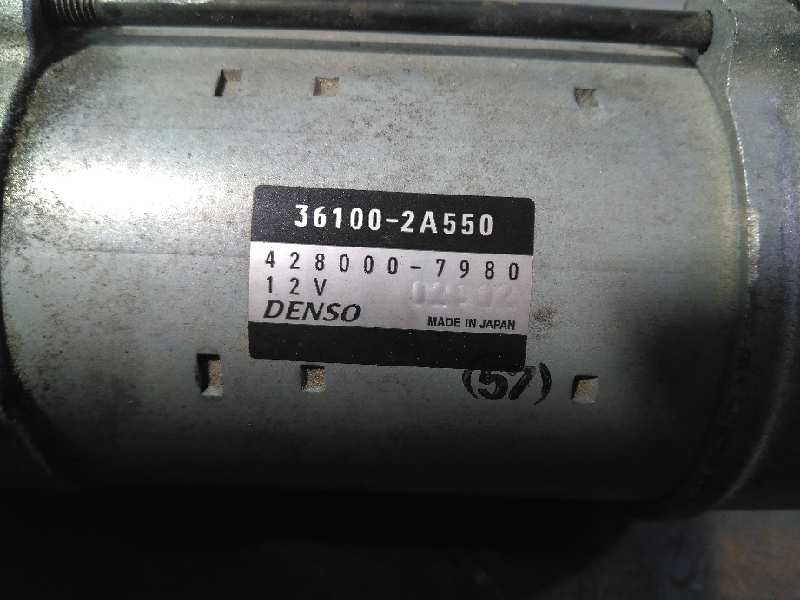 36100-2A550
428000-7980
12V
DENSO
MADE IN JAPAN
(57)